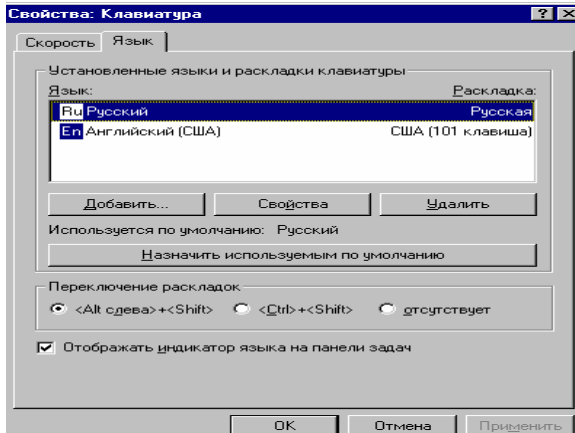 Свойства: Клавиатура
Скорость Язык
Установленные языки и раскладки клавиатуры
Язык: Раскладка:
Ru Русский Русская
En Английский (США) США (101 клавиша)
Добавить... Свойства Удалить
Используется по умолчанию: Русский
Назначить используемым по умолчанию
Переключение раскладок
<Alt слева>+<Shift> <Ctrl>+<Shift> отсутствует
Отображать индикатор языка на панели задач
OK Отмена Применить